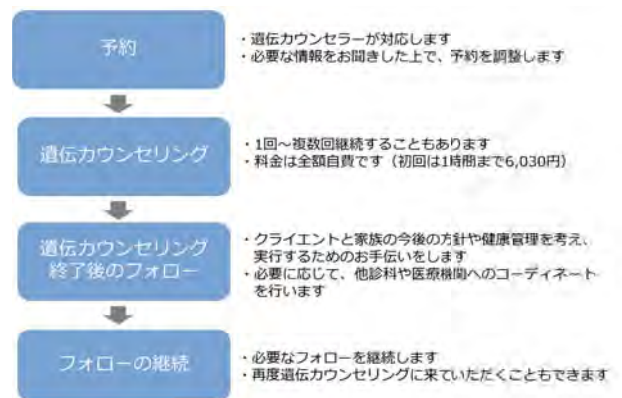 予約
・遺伝カウンセラーが対応します
・必要な情報をお聞きした上で、予約を調整します
遺伝カウンセリング
・1回～複数回継続することもあります
・料金は全額自費です（初回は1時間まで6,030円）
遺伝カウンセリング
終了後のフォロー
・クライエントと家族の今後の方針や健康管理を考え、
実行するためのお手伝いをします
・必要に応じて、他診科や医療機関へのコーディネート
を行います
フォローの継続
・必要なフォローを継続します
・再度遺伝カウンセリングに来ていただくこともできます